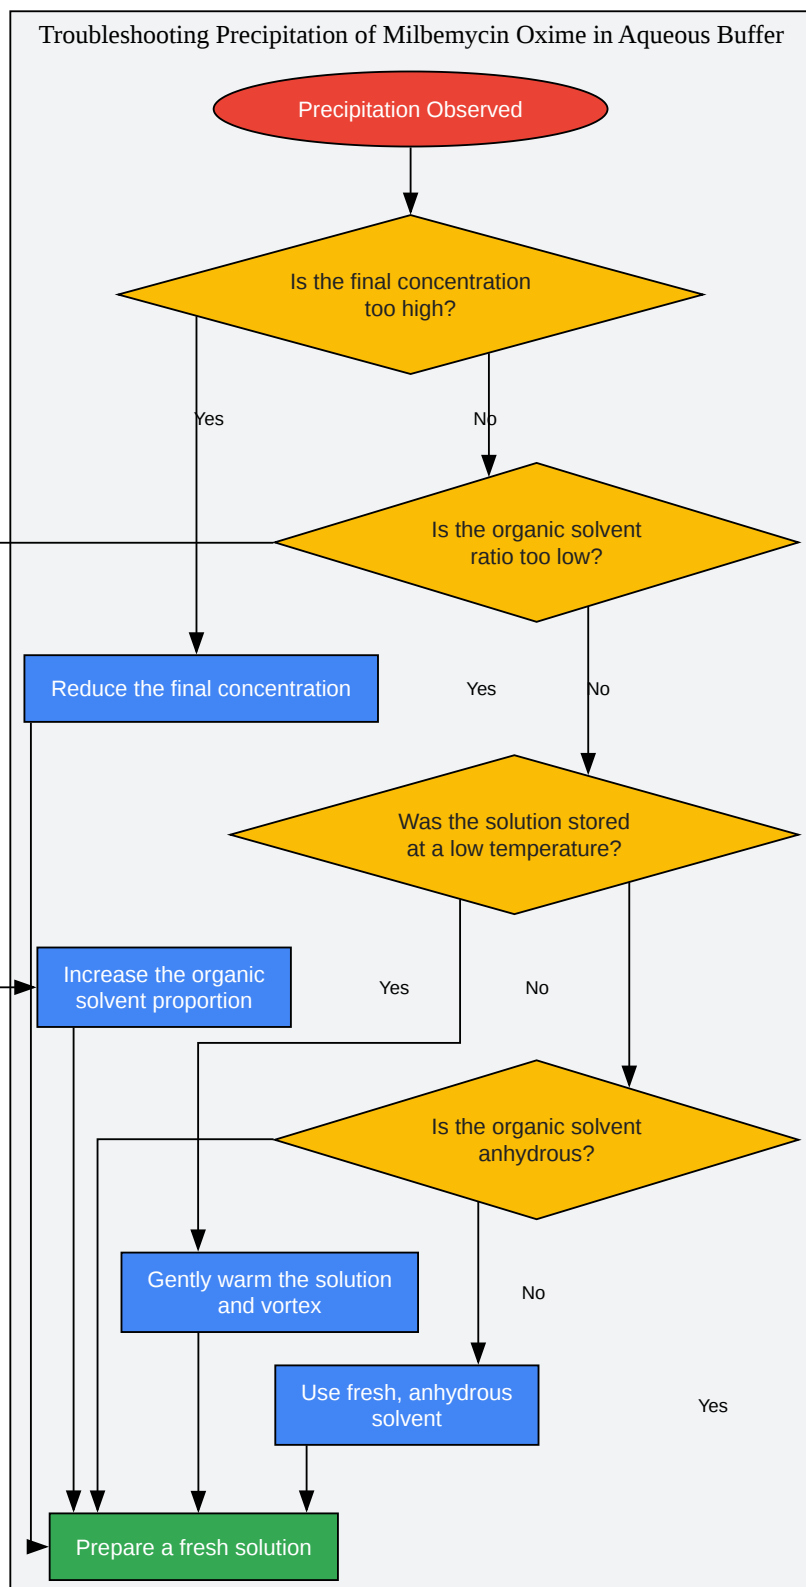 Troubleshooting Precipitation of Milbemycin Oxime in Aqueous Buffer
Precipitation Observed
Is the final concentration
too high?
Yes
No
Is the organic solvent
ratio too low?
Reduce the final concentration
Yes
No
Was the solution stored
at a low temperature?
Increase the organic
solvent proportion
Yes
No
Is the organic solvent
anhydrous?
Gently warm the solution
and vortex
No
Use fresh, anhydrous
solvent
Yes
Prepare a fresh solution